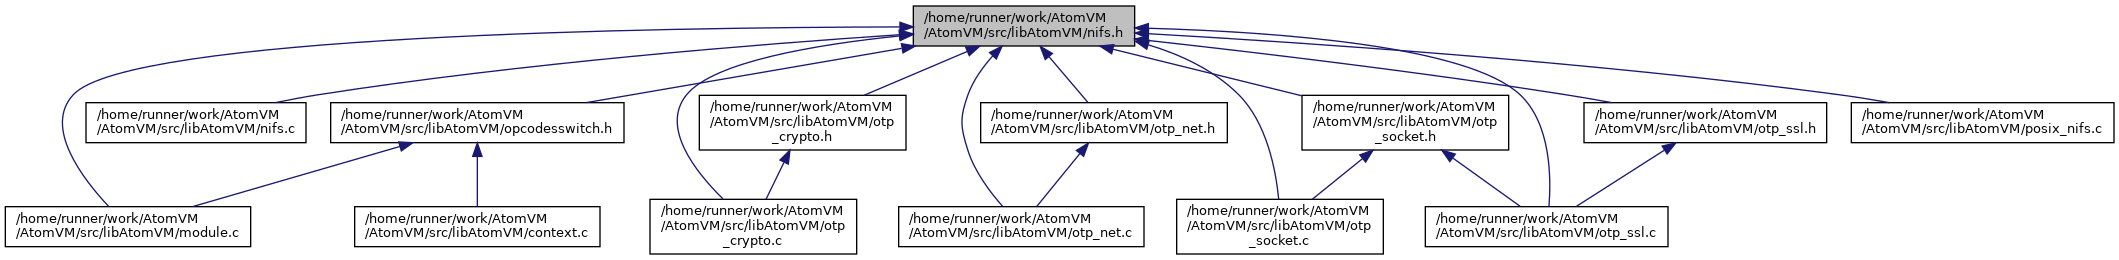 /home/runner/work/AtomVM
/AtomVM/src/libAtomVM/nifs.h
/home/runner/work/AtomVM
/AtomVM/src/libAtomVM/nifs.c
/home/runner/work/AtomVM
/AtomVM/src/libAtomVM/opcodesswitch.h
/home/runner/work/AtomVM
/AtomVM/src/libAtomVM/otp
_crypto.h
/home/runner/work/AtomVM
/AtomVM/src/libAtomVM/otp_net.h
/home/runner/work/AtomVM
/AtomVM/src/libAtomVM/otp
_socket.h
/home/runner/work/AtomVM
/AtomVM/src/libAtomVM/otp_ssl.h
/home/runner/work/AtomVM
/AtomVM/src/libAtomVM/posix_nifs.c
/home/runner/work/AtomVM
/AtomVM/src/libAtomVM/module.c
/home/runner/work/AtomVM
/AtomVM/src/libAtomVM/context.c
/home/runner/work/AtomVM
/AtomVM/src/libAtomVM/otp
_crypto.c
/home/runner/work/AtomVM
/AtomVM/src/libAtomVM/otp_net.c
/home/runner/work/AtomVM
/AtomVM/src/libAtomVM/otp
_socket.c
/home/runner/work/AtomVM
/AtomVM/src/libAtomVM/otp_ssl.c